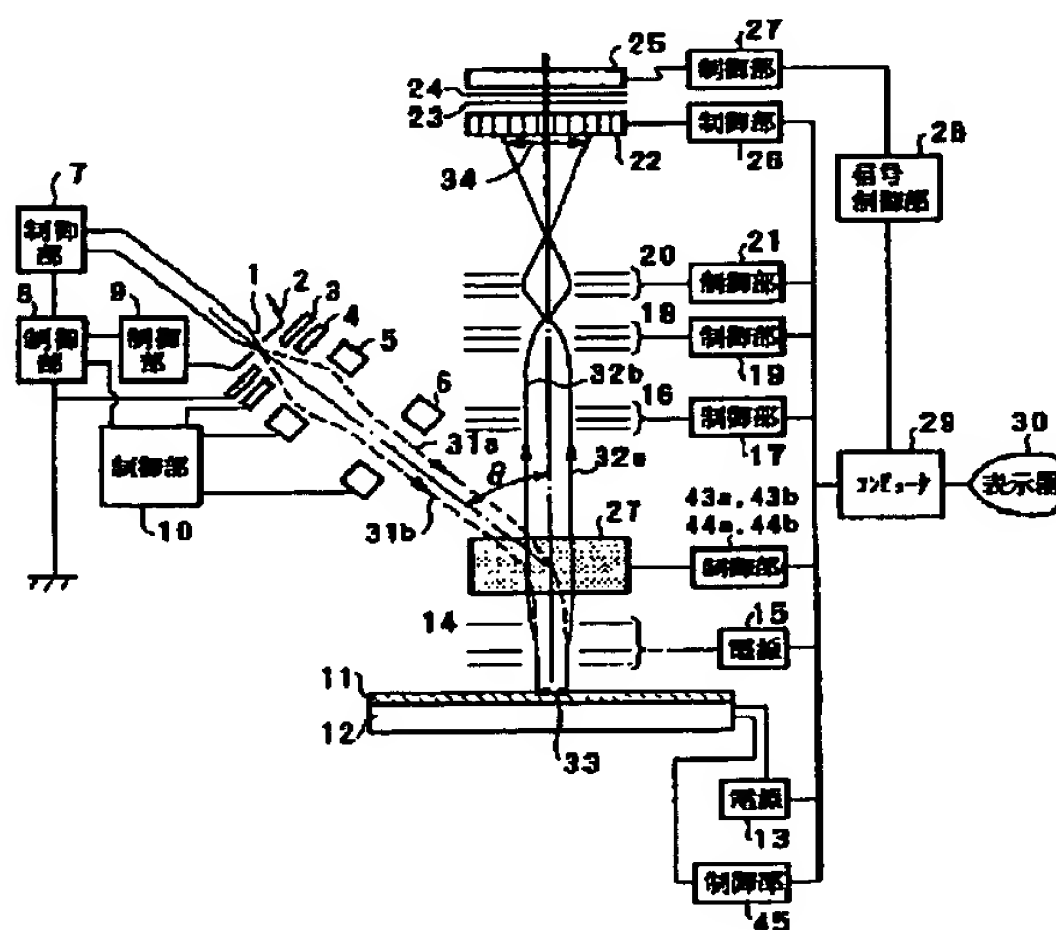 27
25
制御部
24
23
制御部
22
26
28
34
信号
制御部
7
制御
部
1
2
3
4
5
6
8
制御
部
9
制御
部
20
21
制御部
18
制御部
19
32b
16
制御部
17
31a
θ
32a
29
30
コンピュータ
表示器
制御部
10
31b
27
43a,43b
44a,44b
制御部
14
15
電源
11
12
33
電源
13
制御部
45